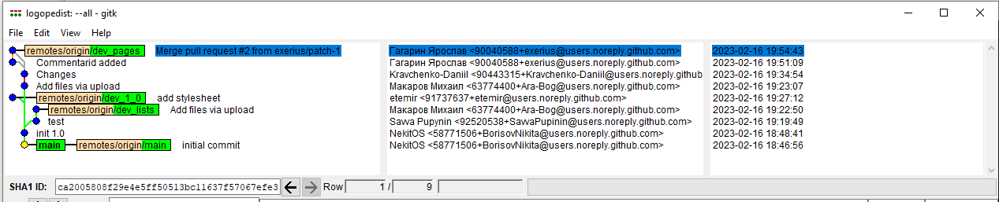 logopedist: --all - gitk
File Edit View Help
remotes/origin/dev_pages Merge pull request #2 from exerius/patch-1 Гагарин Ярослав <90040588+exerius@users.noreply.github.com> 2023-02-16 19:54:43
Commentarid added Гагарин Ярослав <90040588+exerius@users.noreply.github.com> 2023-02-16 19:51:09
Changes Kravchenko-Daniil <90443315+Kravchenko-Daniil@users.noreply.github 2023-02-16 19:34:54
Add files via upload Макаров Михаил <63774400+Ara-Bog@users.noreply.github.com> 2023-02-16 19:23:07
remotes/origin/dev_1_0 add stylesheet etemir <91737637+etemir@users.noreply.github.com> 2023-02-16 19:27:12
remotes/origin/dev_lists Add files via upload Макаров Михаил <63774400+Ara-Bog@users.noreply.github.com> 2023-02-16 19:22:50
test Savva Pupynin <92520538+SavvaPupinin@users.noreply.github.com> 2023-02-16 19:19:49
init 1.0 NekitOS <58771506+BorisovNikita@users.noreply.github.com> 2023-02-16 18:48:41
main remotes/origin/main initial commit NekitOS <58771506+BorisovNikita@users.noreply.github.com> 2023-02-16 18:46:56
SHA1 ID: ca2005808f29e4e5ff50513bc11637f57067efe3 Row 1 / 9